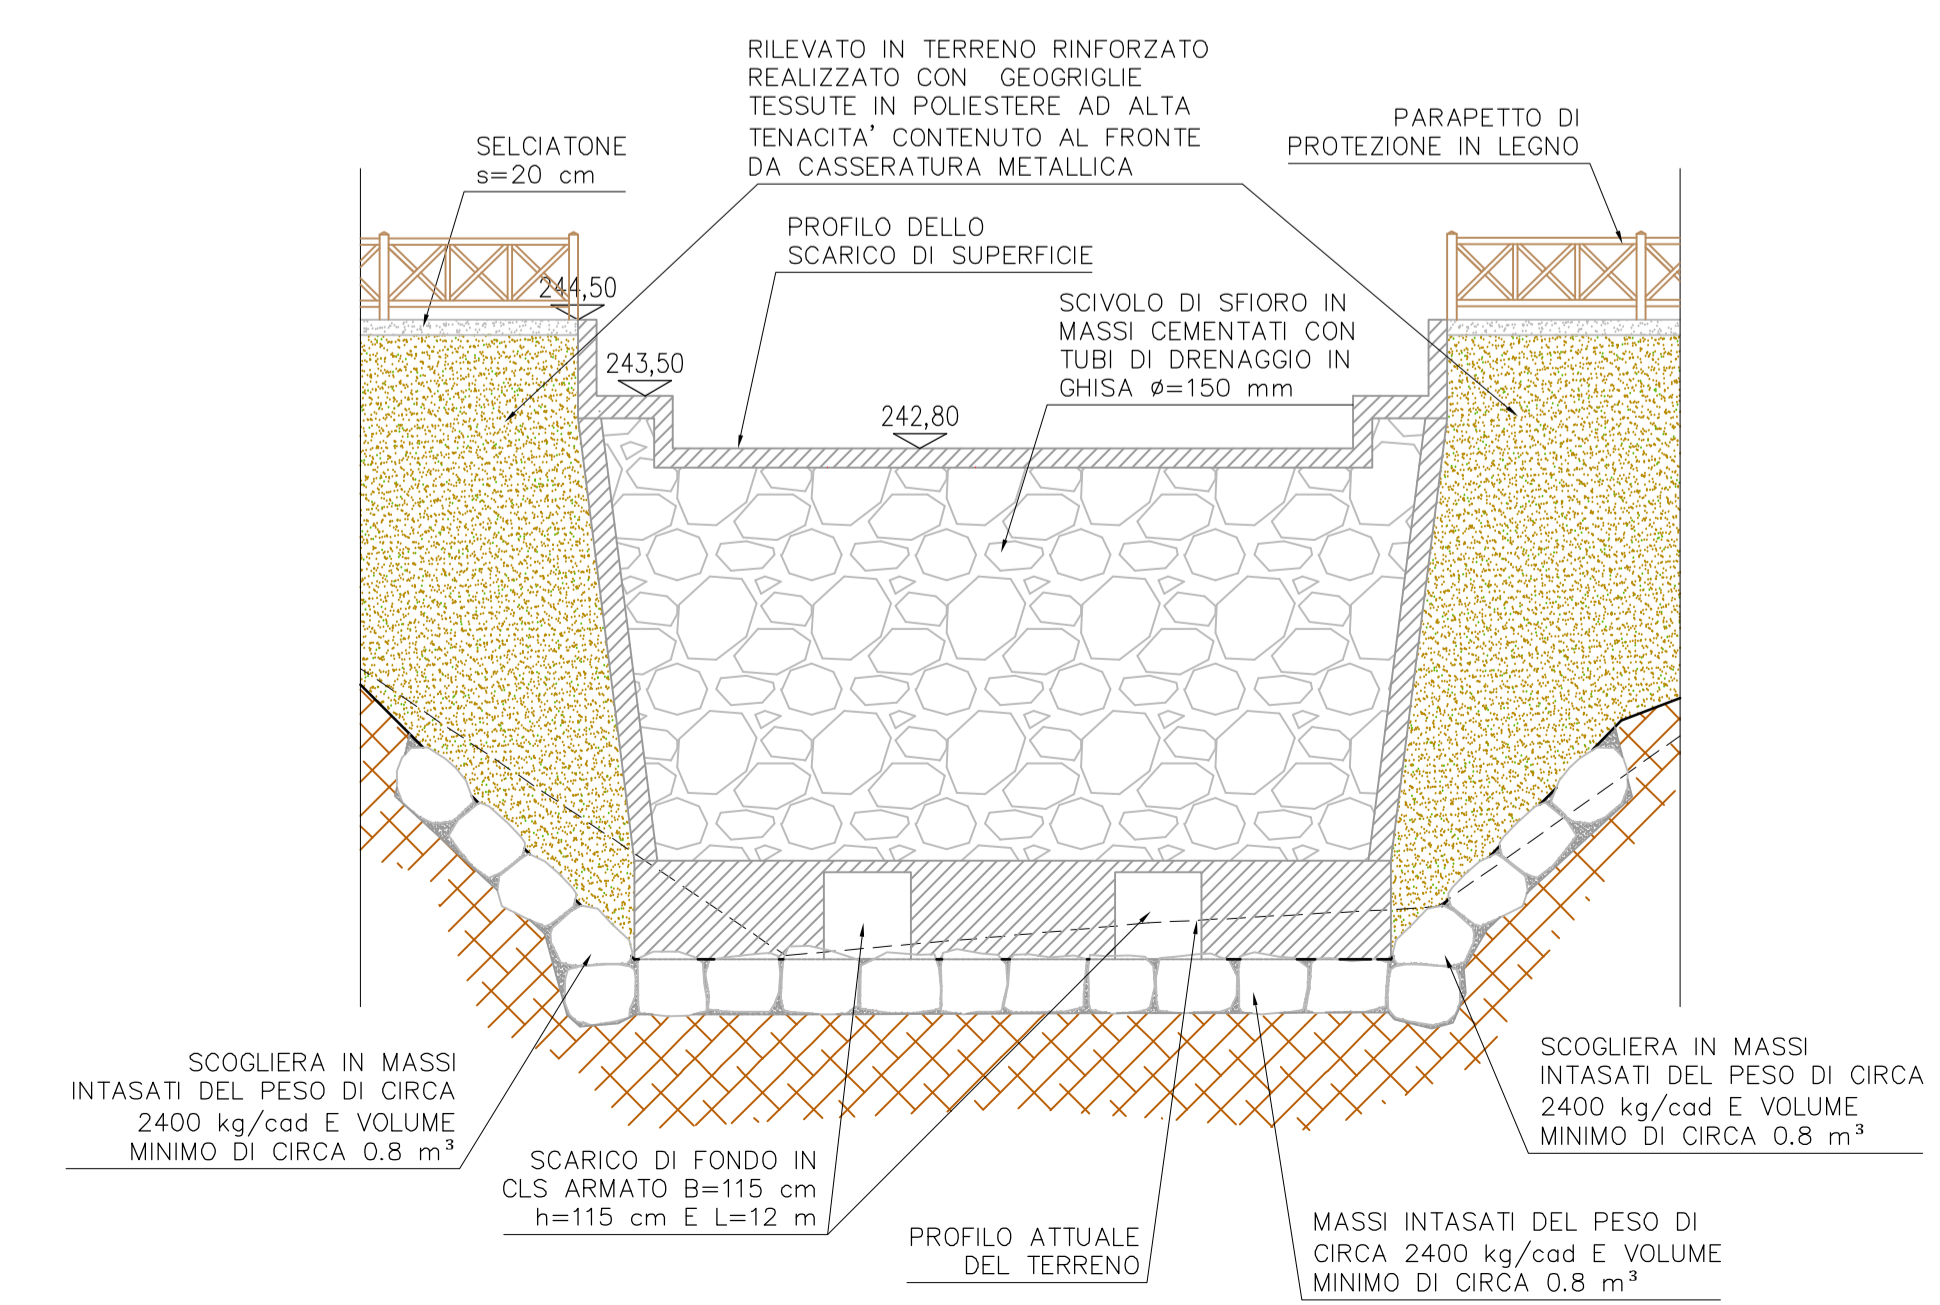 RILEVATO IN TERRENO RINFORZATO
REALIZZATO CON GEOGRIGLIE
TESSUTE IN POLIESTERE AD ALTA
TENACITA' CONTENUTO AL FRONTE
DA CASSERATURA METALLICA
PARAPETTO DI
PROTEZIONE IN LEGNO
SELCIATONE
s=20 cm
PROFILO DELLO
SCARICO DI SUPERFICIE
244,50
SCIVOLO DI SFIORO IN
MASSI CEMENTATI CON
TUBI DI DRENAGGIO IN
GHISA ø=150 mm
243,50
242,80
SCOGLIERA IN MASSI
INTASATI DEL PESO DI CIRCA
2400 kg/cad E VOLUME
MINIMO DI CIRCA 0.8 m³
SCOGLIERA IN MASSI
INTASATI DEL PESO DI CIRCA
2400 kg/cad E VOLUME
MINIMO DI CIRCA 0.8 m³
SCARICO DI FONDO IN
CLS ARMATO B=115 cm
h=115 cm E L=12 m
PROFILO ATTUALE
DEL TERRENO
MASSI INTASATI DEL PESO DI
CIRCA 2400 kg/cad E VOLUME
MINIMO DI CIRCA 0.8 m³